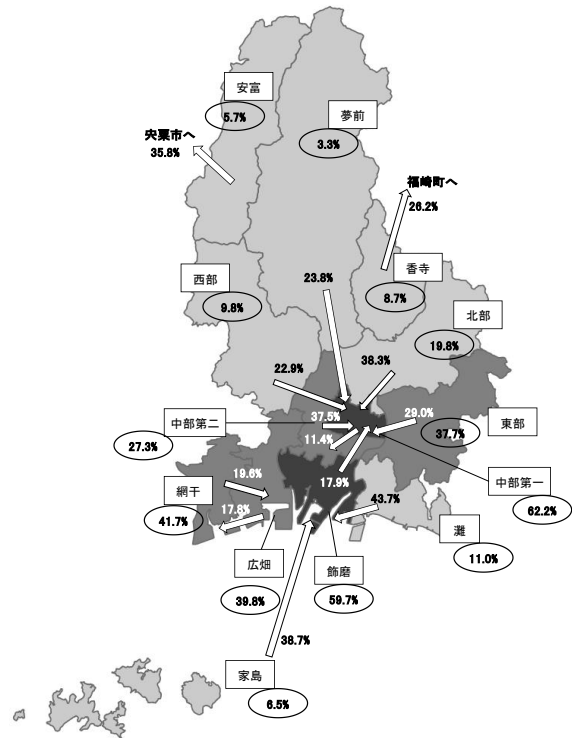 安富
5.7%
夢前
3.3%
宍粟市へ
35.8%
福崎町へ
26.2%
西部
9.8%
23.8%
香寺
8.7%
北部
19.8%
38.3%
22.9%
中部第二
27.3%
37.5%
11.4%
29.0%
37.7%
東部
中部第一
62.2%
19.6%
17.9%
43.7%
網干
41.7%
17.8%
灘
11.0%
広畑
39.8%
飾磨
59.7%
38.7%
家島
6.5%